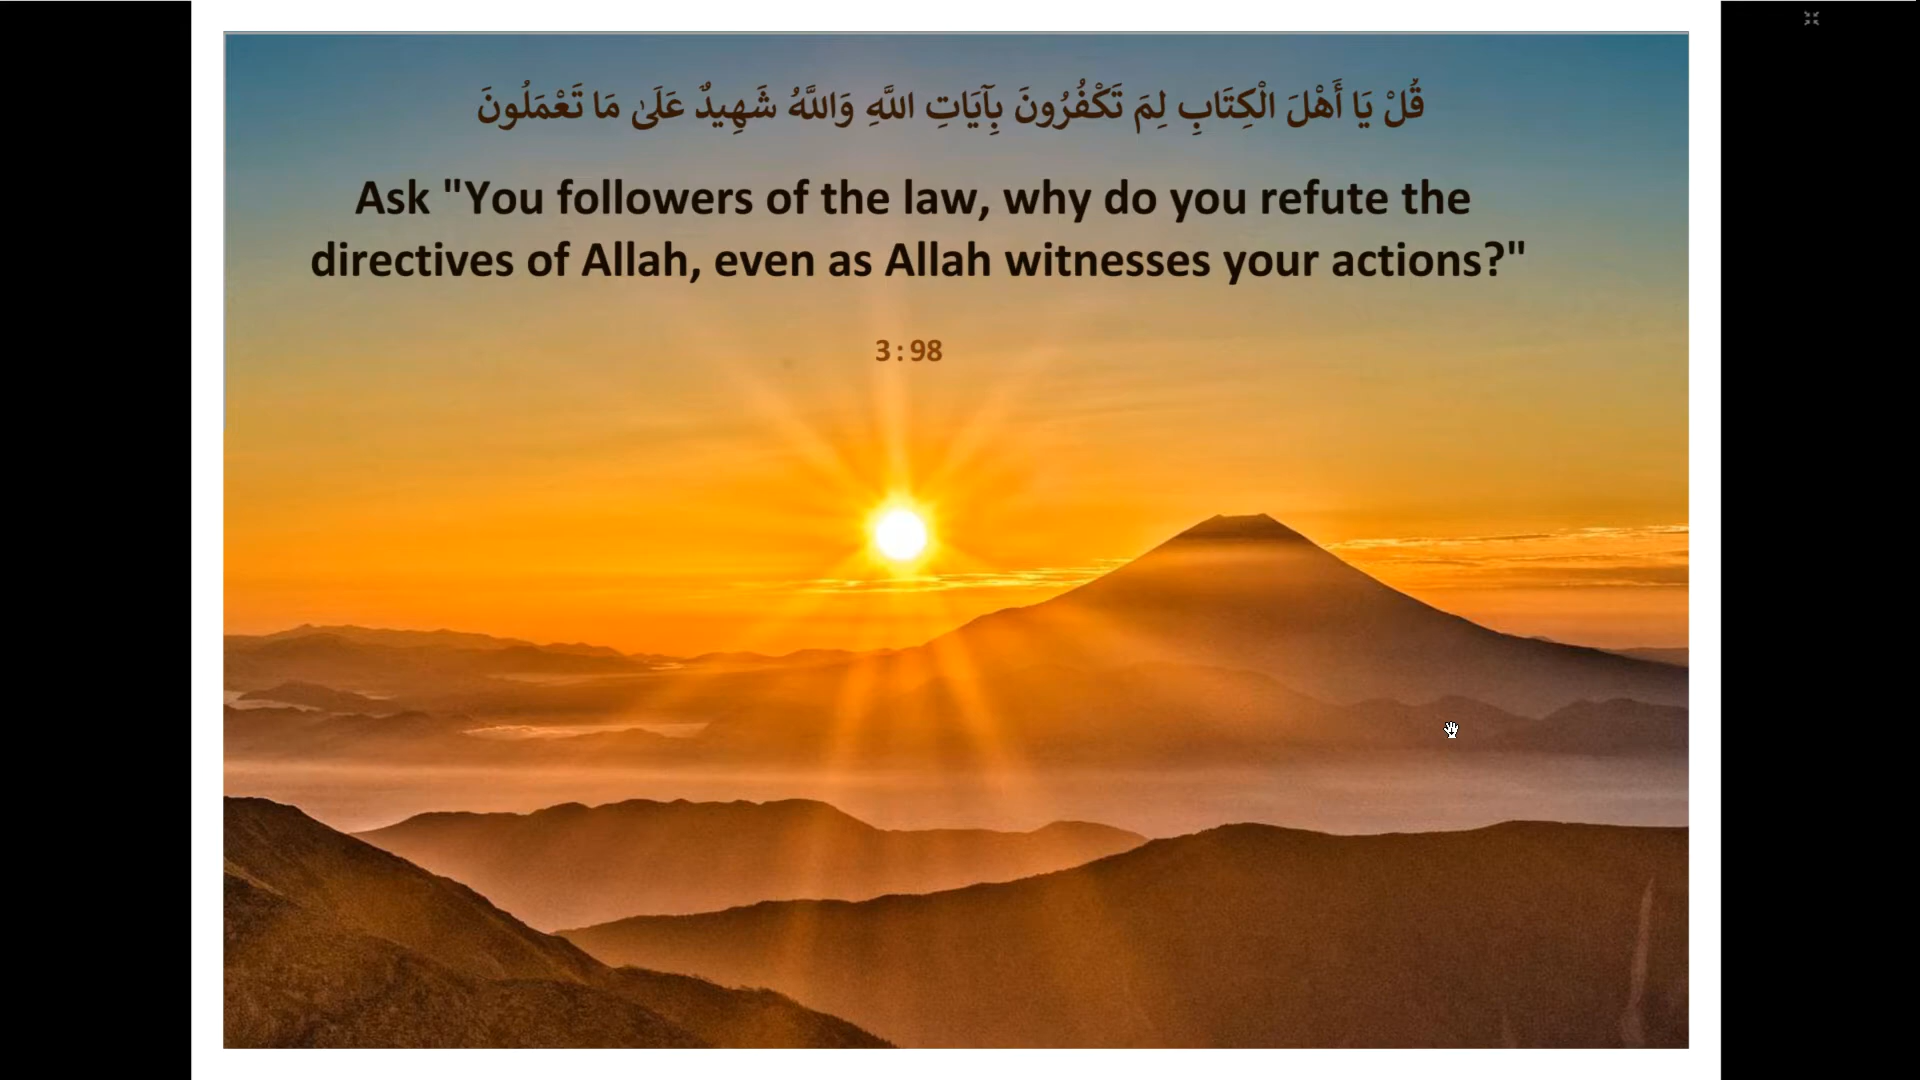 قُلْ يَا أَهْلَ الْكِتَابِ لِمَ تَكْفُرُونَ بِآيَاتِ اللَّهِ وَاللَّهُ شَهِيدٌ عَلَىٰ مَا تَعْمَلُونَ
Ask "You followers of the law, why do you refute the
directives of Allah, even as Allah witnesses your actions?"
3:98